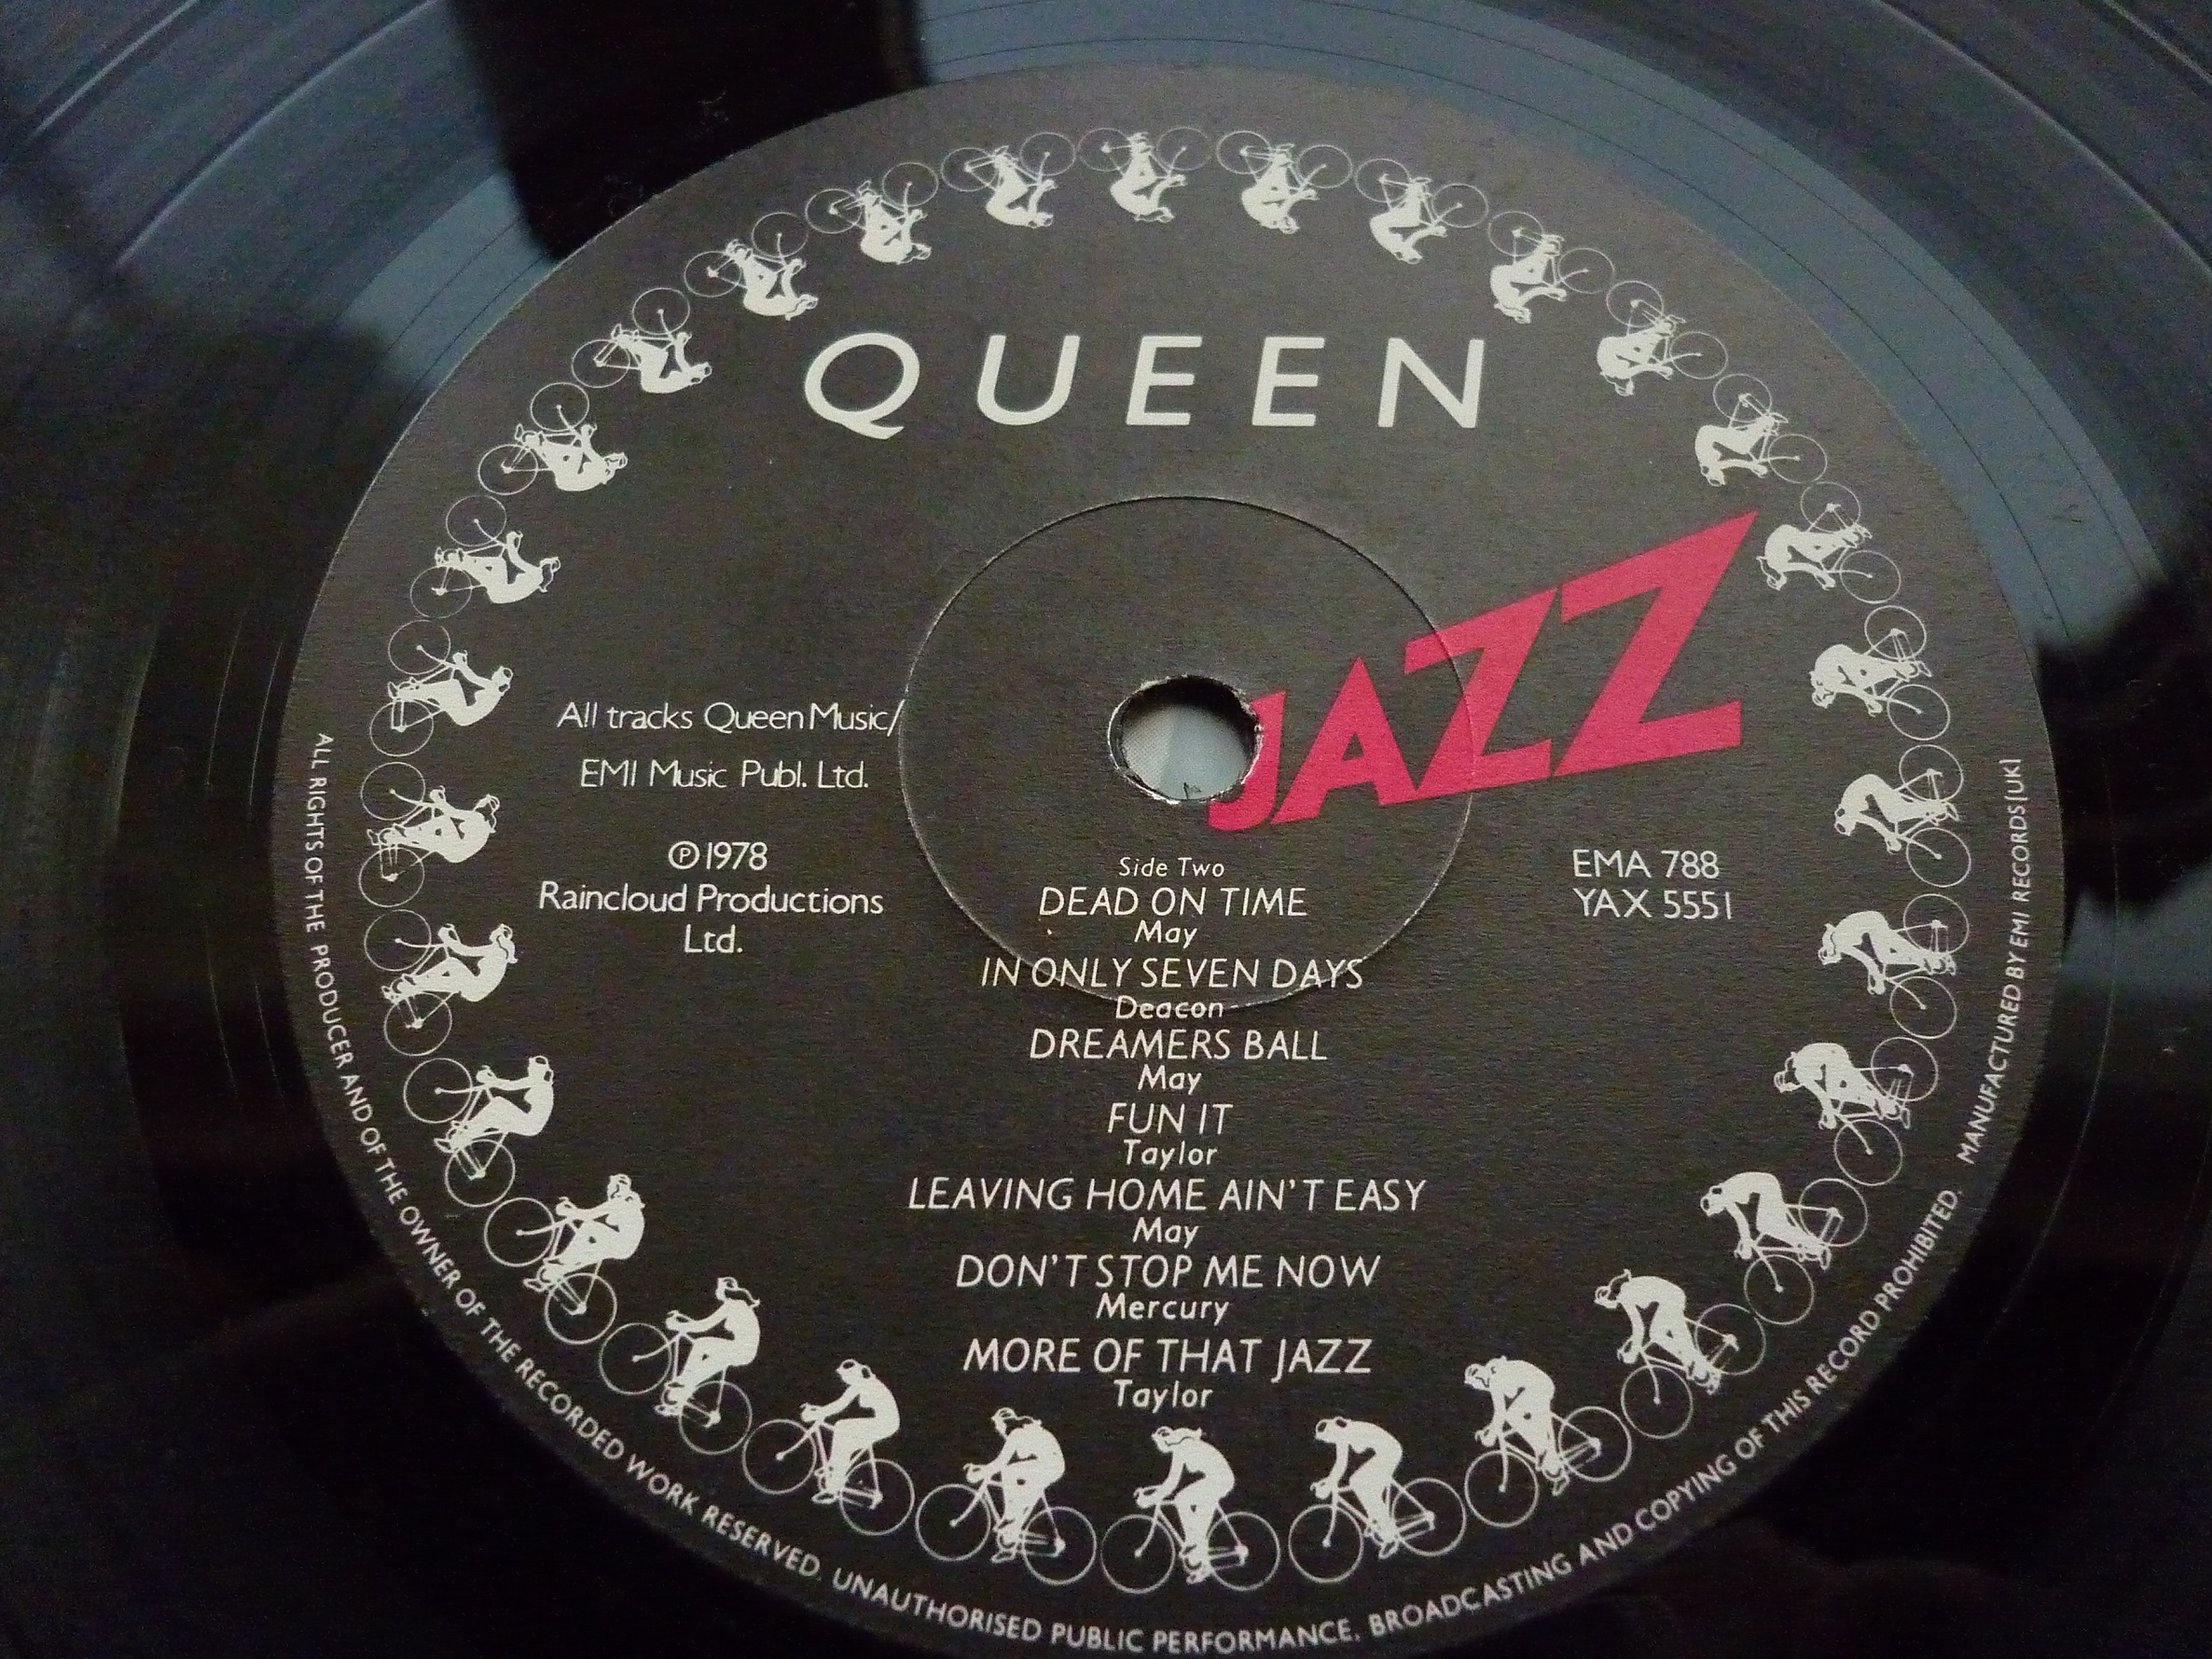 QUEEN
JAZZ
All tracks Queen Music/
EMI Music Publ. Ltd.
℗ 1978
Raincloud Productions
Ltd.
EMA 788
YAX 5551
Side Two
DEAD ON TIME
May
IN ONLY SEVEN DAYS
Deacon
DREAMERS BALL
May
FUN IT
Taylor
LEAVING HOME AIN'T EASY
May
DON'T STOP ME NOW
Mercury
MORE OF THAT JAZZ
Taylor
ALL RIGHTS OF THE PRODUCER AND OF THE OWNER OF THE RECORDED WORK RESERVED. UNAUTHORISED PUBLIC PERFORMANCE, BROADCASTING AND COPYING OF THIS RECORD PROHIBITED. MANUFACTURED BY EMI RECORDS (UK)